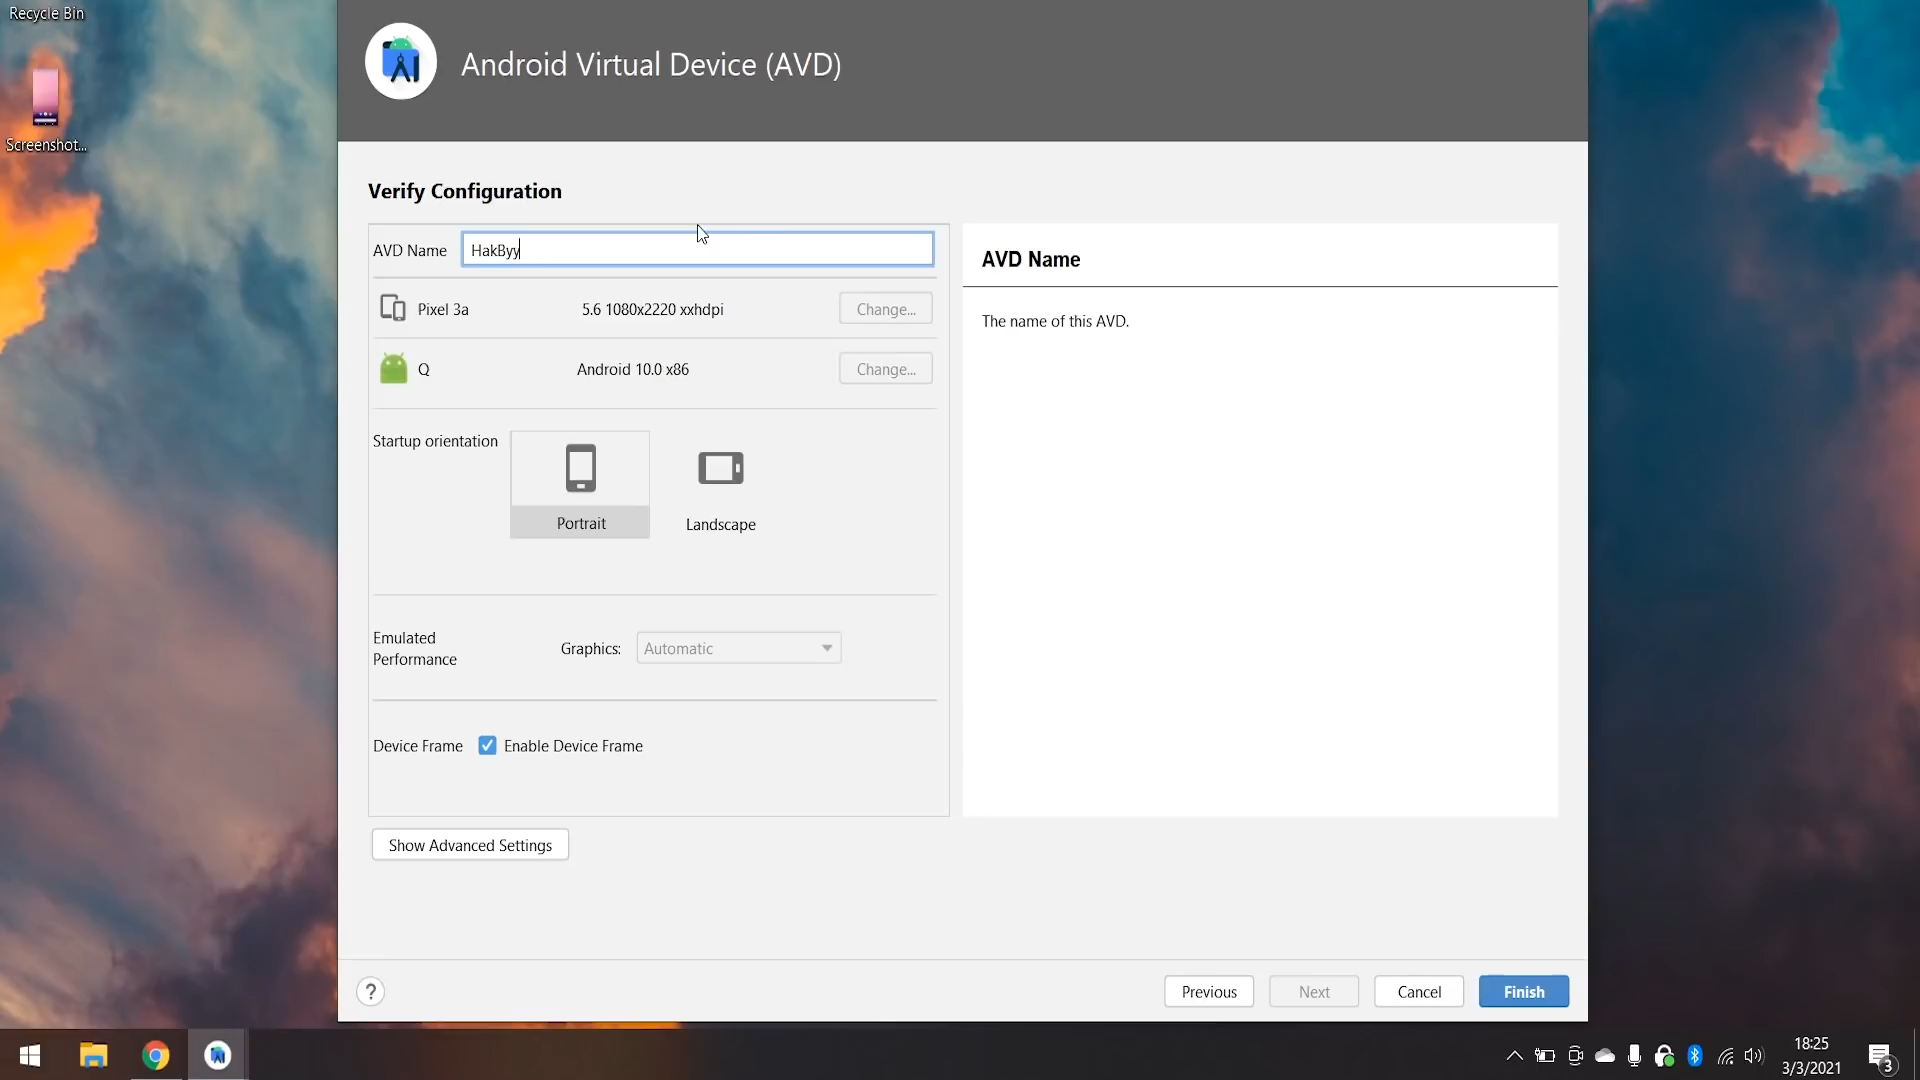 Recycle Bin
Screenshot...
Android Virtual Device (AVD)
Verify Configuration
AVD Name HakByy
Pixel 3a 5.6 1080x2220 xxhdpi Change...
Q Android 10.0 x86 Change...
Startup orientation
Portrait
Landscape
Emulated
Performance
Graphics: Automatic
Device Frame Enable Device Frame
Show Advanced Settings
AVD Name
The name of this AVD.
? Previous Next Cancel Finish
18:25
3/3/2021
3